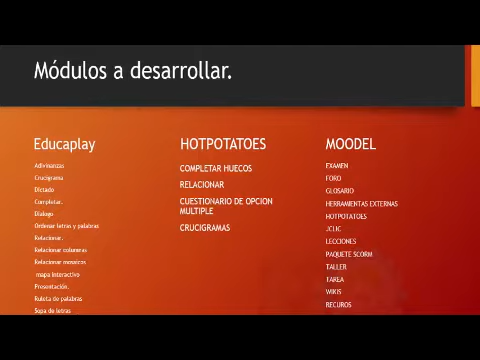 Módulos a desarrollar.
Educaplay
Adivinanzas
Crucigrama
Dictado
Completar.
Dialogo
Ordenar letras y palabras
Relacionar.
Relacionar columnas
Relacionar mosaicos
mapa interactivo
Presentación.
Ruleta de palabras
Sopa de letras
HOTPOTATOES
COMPLETAR HUECOS
RELACIONAR
CUESTIONARIO DE OPCION
MULTIPLE
CRUCIGRAMAS
MOODEL
EXAMEN
FORO
GLOSARIO
HERRAMIENTAS EXTERNAS
HOTPOTATOES
JCLIC
LECCIONES
PAQUETE SCORM
TALLER
TAREA
WIKIS
RECUROS